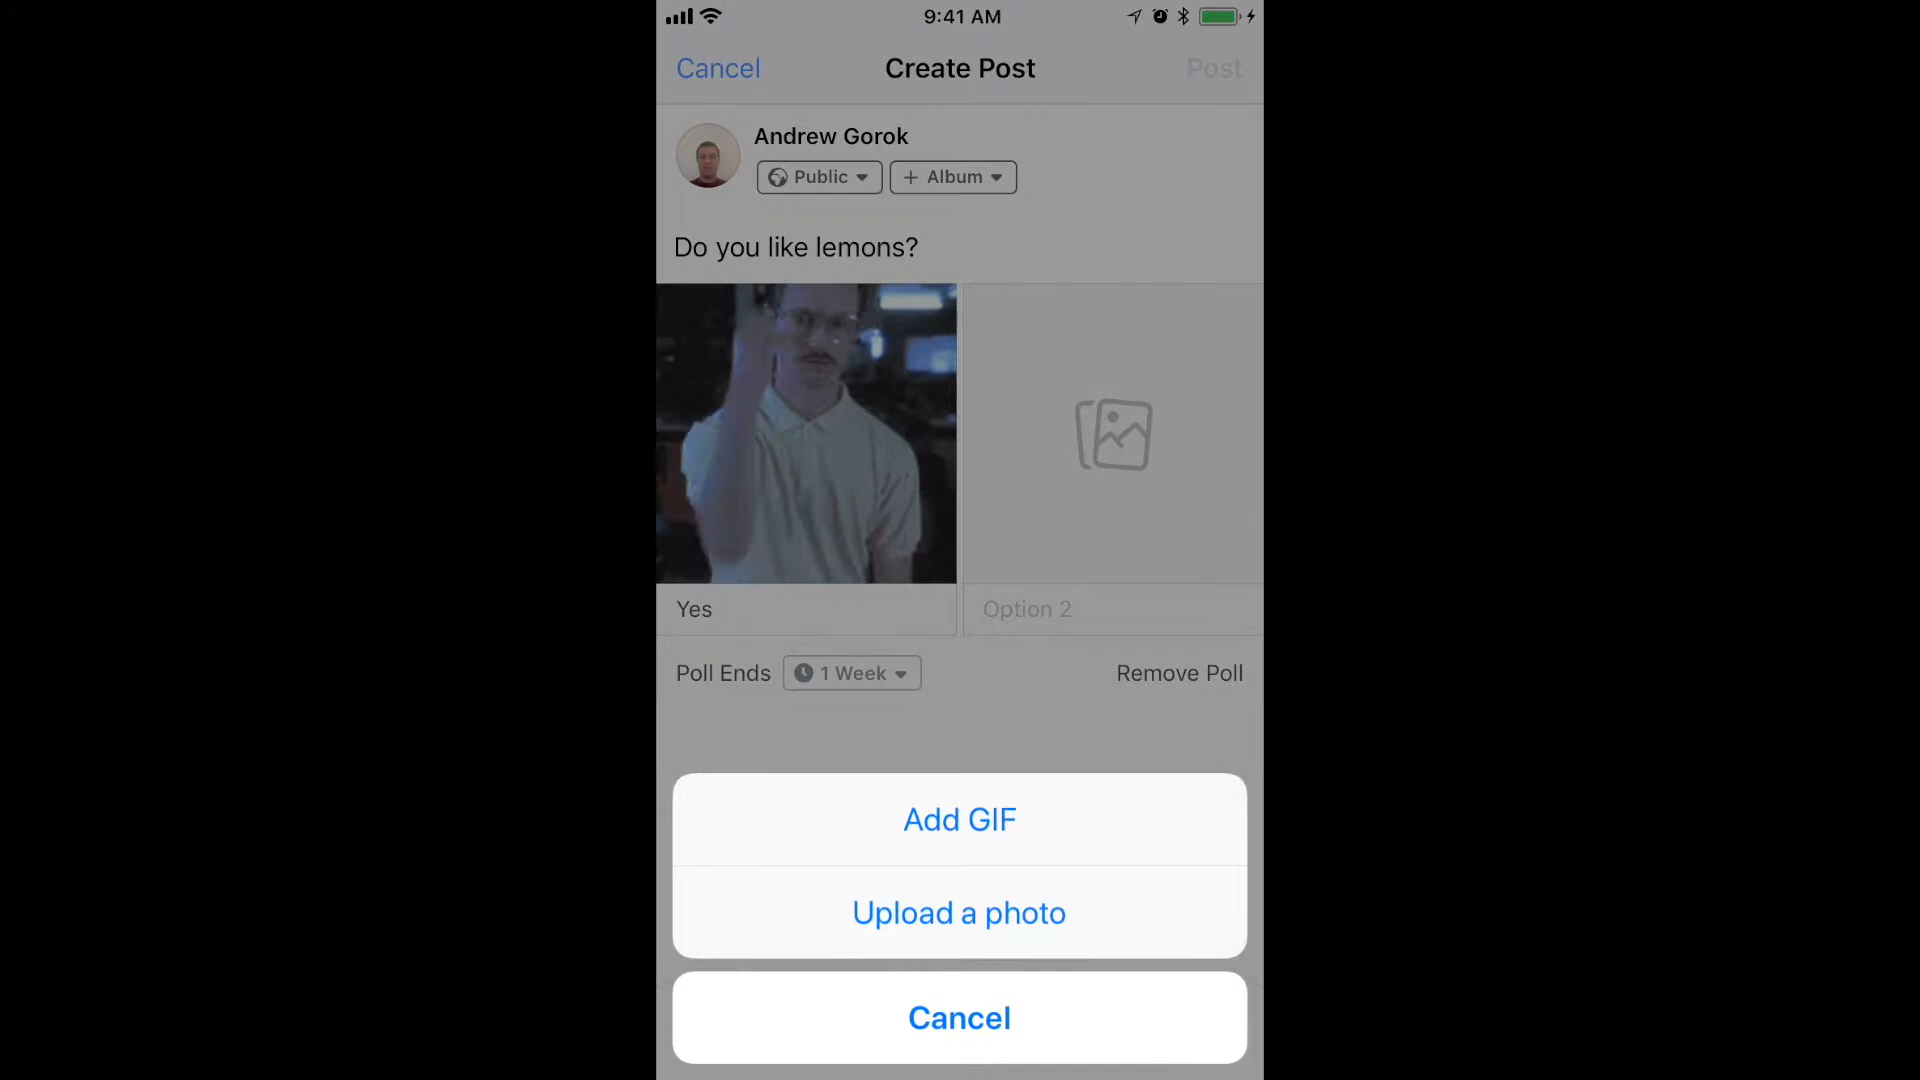 9:41 AM
Cancel
Create Post
Post
Andrew Gorok
Public
+ Album
Do you like lemons?
Yes
Option 2
Poll Ends
1 Week
Remove Poll
Add GIF
Upload a photo
Cancel